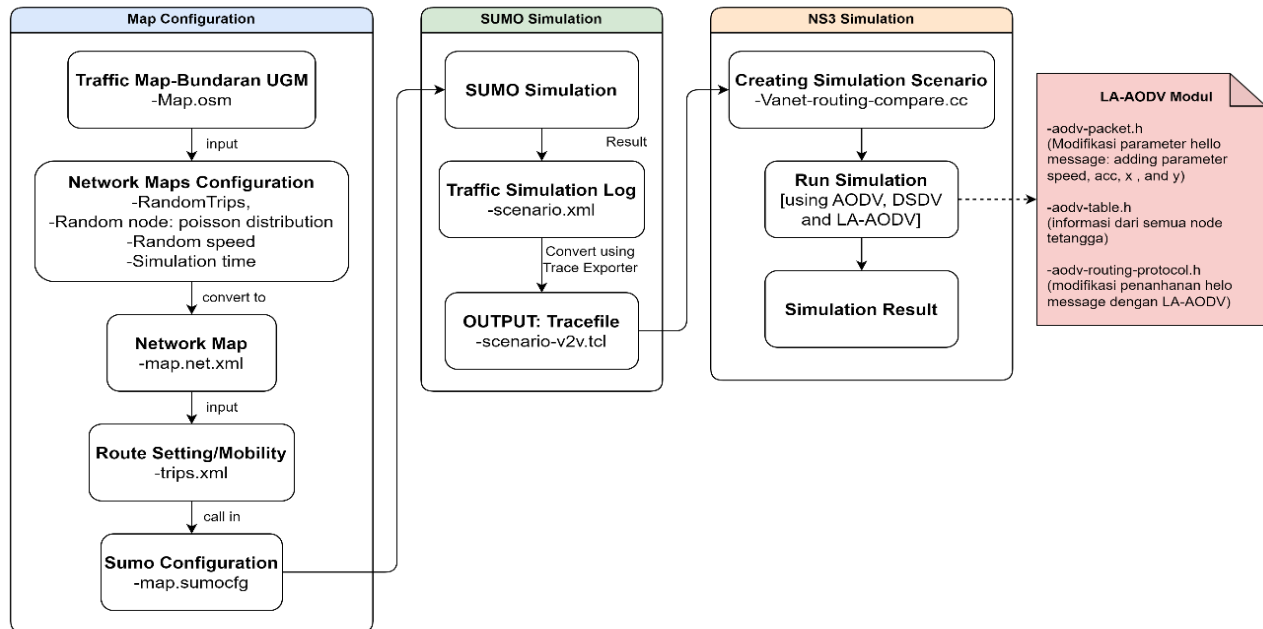 Map Configuration
Traffic Map-Bundaran UGM
-Map.osm
input
Network Maps Configuration
-RandomTrips,
-Random node: poisson distribution
-Random speed
-Simulation time
convert to
Network Map
-map.net.xml
input
Route Setting/Mobility
-trips.xml
call in
Sumo Configuration
-map.sumocfg
SUMO Simulation
SUMO Simulation
Result
Traffic Simulation Log
-scenario.xml
Convert using
Trace Exporter
OUTPUT: Tracefile
-scenario-v2v.tcl
NS3 Simulation
Creating Simulation Scenario
-Vanet-routing-compare.cc
Run Simulation
[using AODV, DSDV
and LA-AODV]
Simulation Result
LA-AODV Modul
-aodv-packet.h
(Modifikasi parameter hello
message: adding parameter
speed, acc, x , and y)
-aodv-table.h
(informasi dari semua node
tetangga)
-aodv-routing-protocol.h
(modifikasi penanhanan helo
message dengan LA-AODV)